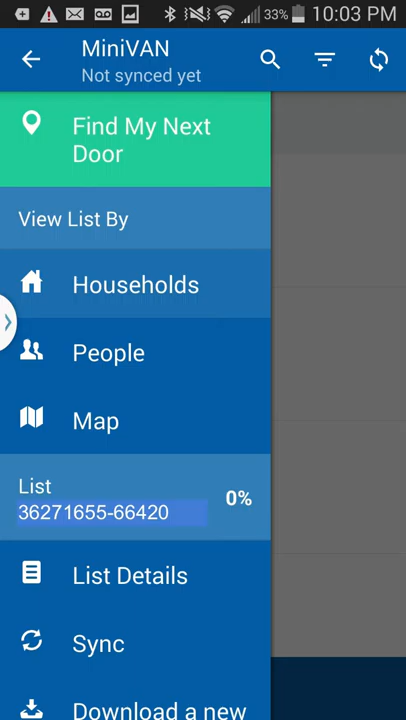 33% 10:03 PM
MiniVAN
Not synced yet
Find My Next
Door
View List By
Households
People
Map
List
36271655-66420
0%
List Details
Sync
Download a new